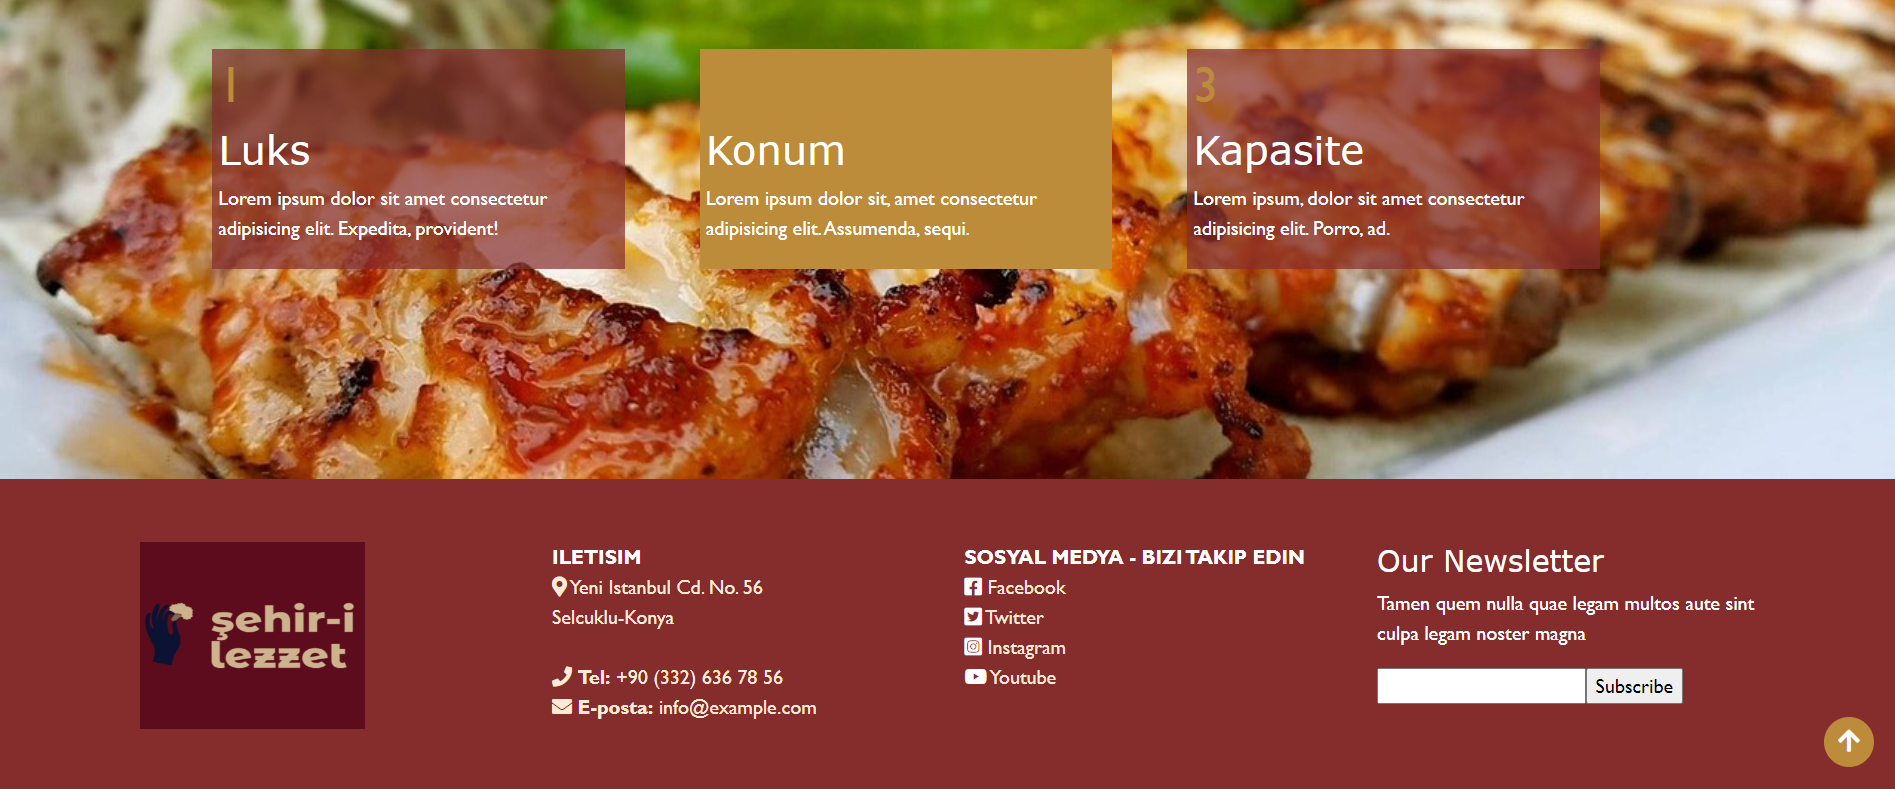 1
Luks
Lorem ipsum dolor sit amet consectetur
adipisicing elit. Expedita, provident!
Konum
Lorem ipsum dolor sit, amet consectetur
adipisicing elit. Assumenda, sequi.
3
Kapasite
Lorem ipsum, dolor sit amet consectetur
adipisicing elit. Porro, ad.
şehir-i
lezzet
ILETISIM
Yeni Istanbul Cd. No. 56
Selcuklu-Konya
Tel: +90 (332) 636 78 56
E-posta: info@example.com
SOSYAL MEDYA - BIZI TAKIP EDIN
Facebook
Twitter
Instagram
Youtube
Our Newsletter
Tamen quem nulla quae legam multos aute sint
culpa legam noster magna
Subscribe